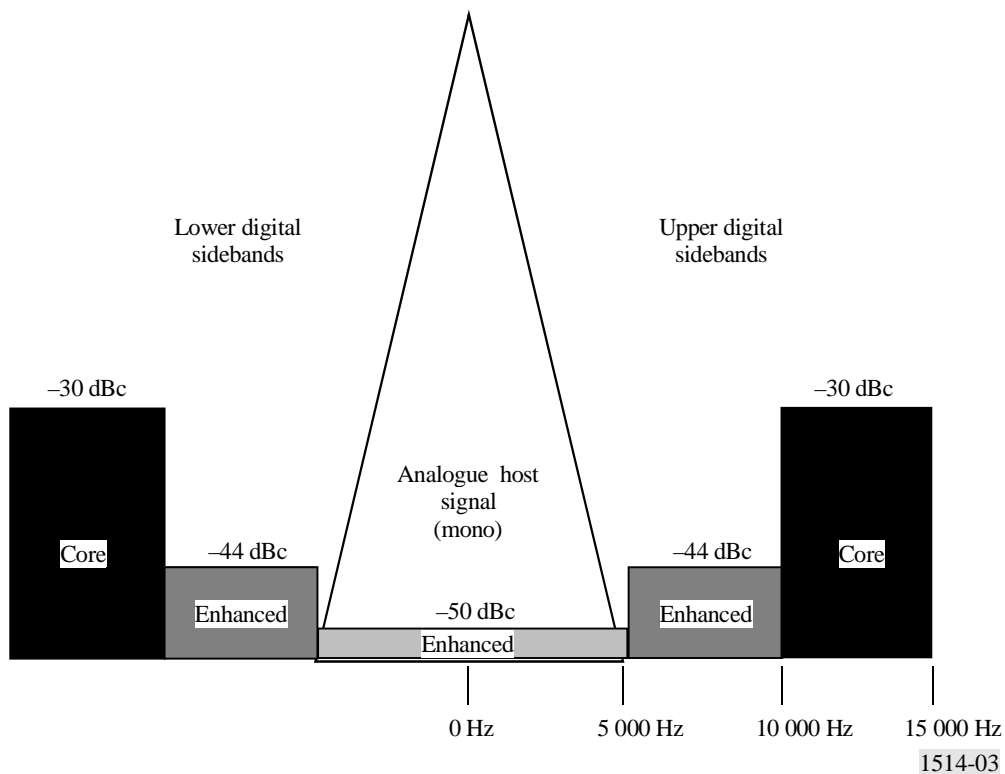 Lower digital
sidebands
Upper digital
sidebands
–30 dBc
–30 dBc
Analogue host
signal
(mono)
Core
–44 dBc
–44 dBc
Core
Enhanced
–50 dBc
Enhanced
Enhanced
0 Hz
5 000 Hz
10 000 Hz
15 000 Hz
1514-03